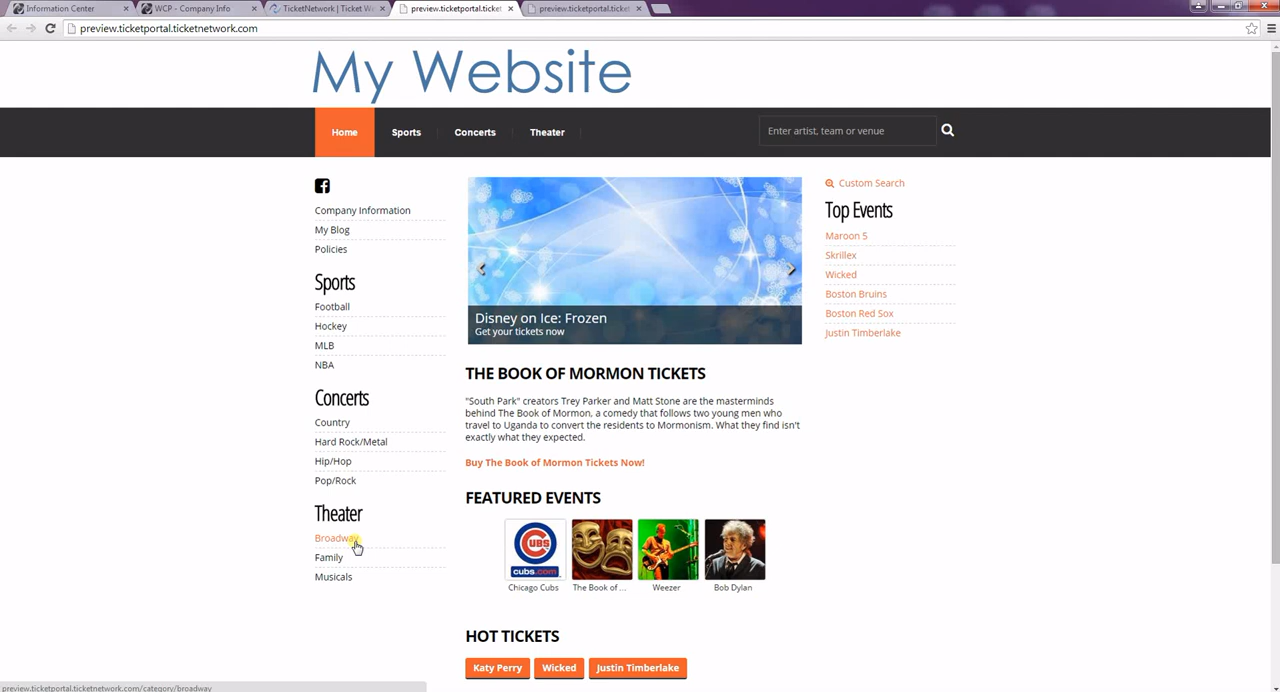 Information Center
WCP - Company Info
TicketNetwork | Ticket We
preview.ticketportal.ticket
preview.ticketportal.ticket
preview.ticketportal.ticketnetwork.com
My Website
Home
Sports
Concerts
Theater
Enter artist, team or venue
Company Information
My Blog
Policies
Sports
Football
Hockey
MLB
NBA
Concerts
Country
Hard Rock/Metal
Hip/Hop
Pop/Rock
Theater
Broadway
Family
Musicals
Disney on Ice: Frozen
Get your tickets now
THE BOOK OF MORMON TICKETS
"South Park" creators Trey Parker and Matt Stone are the masterminds
behind The Book of Mormon, a comedy that follows two young men who
travel to Uganda to convert the residents to Mormonism. What they find isn't
exactly what they expected.
Buy The Book of Mormon Tickets Now!
FEATURED EVENTS
CUBS
cubs.com
Chicago Cubs
The Book of ...
Weezer
Bob Dylan
HOT TICKETS
Katy Perry
Wicked
Justin Timberlake
Custom Search
Top Events
Maroon 5
Skrillex
Wicked
Boston Bruins
Boston Red Sox
Justin Timberlake
preview.ticketportal.ticketnetwork.com/category/broadway